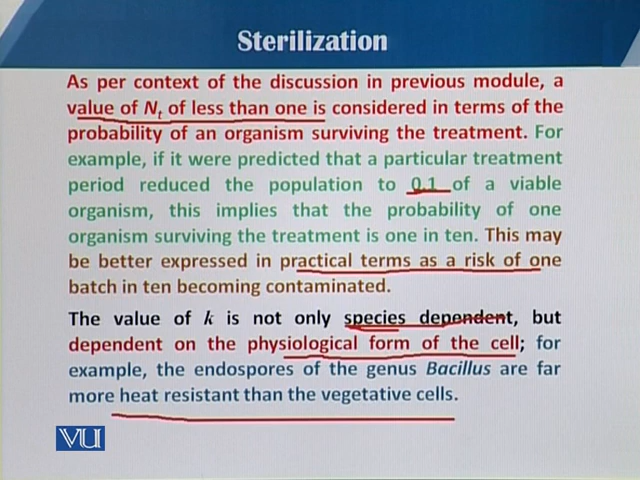 Sterilization
As per context of the discussion in previous module, a
value of Nt of less than one is considered in terms of the
probability of an organism surviving the treatment. For
example, if it were predicted that a particular treatment
period reduced the population to 0.1 of a viable
organism, this implies that the probability of one
organism surviving the treatment is one in ten. This may
be better expressed in practical terms as a risk of one
batch in ten becoming contaminated.
The value of k is not only species dependent, but
dependent on the physiological form of the cell; for
example, the endospores of the genus Bacillus are far
more heat resistant than the vegetative cells.
VU